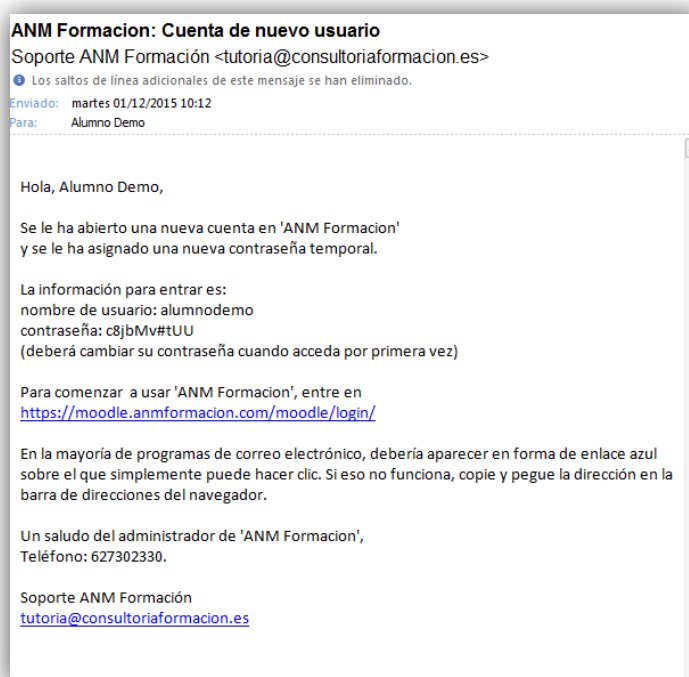 ANM Formacion: Cuenta de nuevo usuario
Soporte ANM Formación <tutoria@consultoriaformacion.es>
Los saltos de línea adicionales de este mensaje se han eliminado.
Enviado: martes 01/12/2015 10:12
Para: Alumno Demo
Hola, Alumno Demo,
Se le ha abierto una nueva cuenta en 'ANM Formacion'
y se le ha asignado una nueva contraseña temporal.
La información para entrar es:
nombre de usuario: alumnodemo
contraseña: c8jbMv#tUU
(deberá cambiar su contraseña cuando acceda por primera vez)
Para comenzar a usar 'ANM Formacion', entre en
https://moodle.anmformacion.com/moodle/login/
En la mayoría de programas de correo electrónico, debería aparecer en forma de enlace azul
sobre el que simplemente puede hacer clic. Si eso no funciona, copie y pegue la dirección en la
barra de direcciones del navegador.
Un saludo del administrador de 'ANM Formacion',
Teléfono: 627302330.
Soporte ANM Formación
tutoria@consultoriaformacion.es